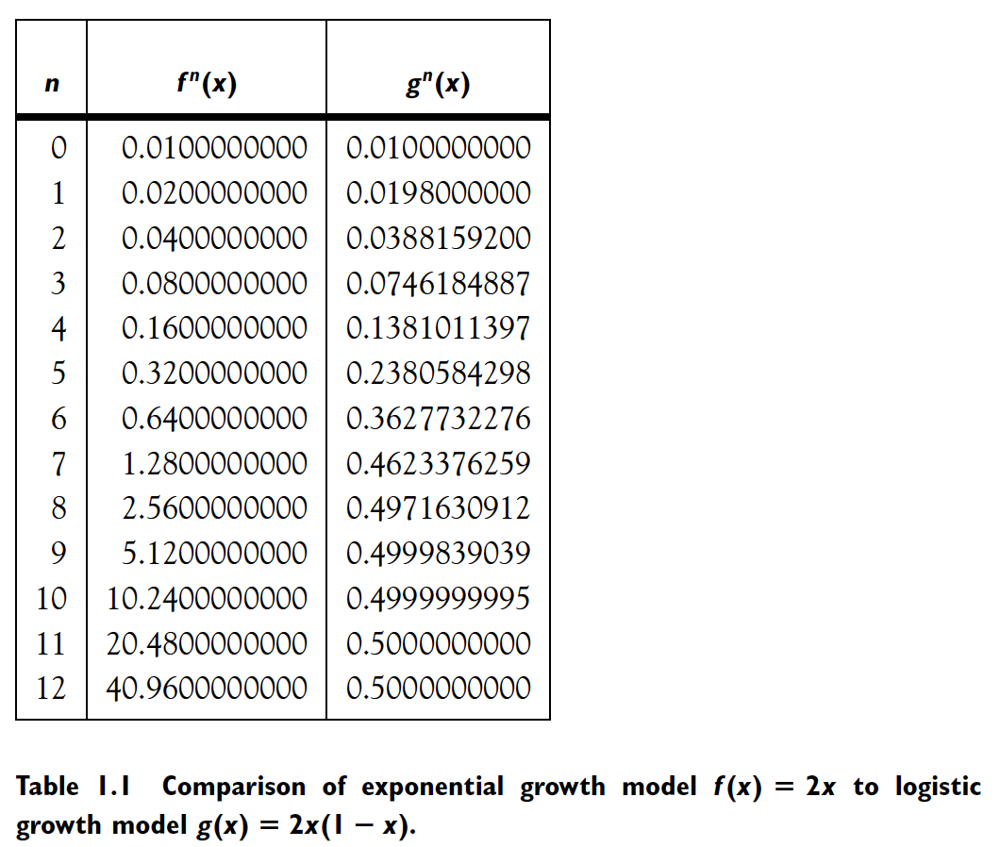 n fⁿ(x) gⁿ(x)
0 0.0100000000 0.0100000000
1 0.0200000000 0.0198000000
2 0.0400000000 0.0388159200
3 0.0800000000 0.0746184887
4 0.1600000000 0.1381011397
5 0.3200000000 0.2380584298
6 0.6400000000 0.3627732276
7 1.2800000000 0.4623376259
8 2.5600000000 0.4971630912
9 5.1200000000 0.4999839039
10 10.2400000000 0.4999999995
11 20.4800000000 0.5000000000
12 40.9600000000 0.5000000000
Table 1.1 Comparison of exponential growth model f(x) = 2x to logistic
growth model g(x) = 2x(1 − x).